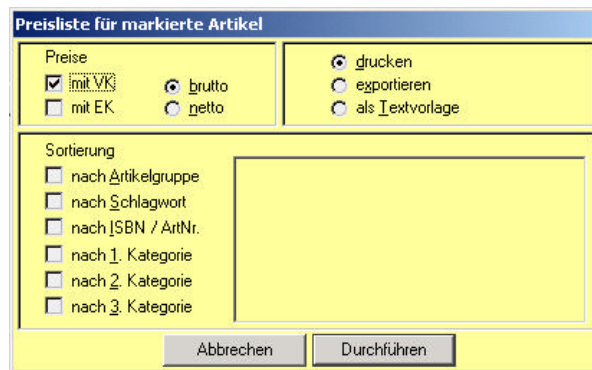 Preisliste für markierte Artikel
Preise
mit VK
mit EK
brutto
netto
drucken
exportieren
als Textvorlage
Sortierung
nach Artikelgruppe
nach Schlagwort
nach ISBN / ArtNr.
nach 1. Kategorie
nach 2. Kategorie
nach 3. Kategorie
Abbrechen
Durchführen